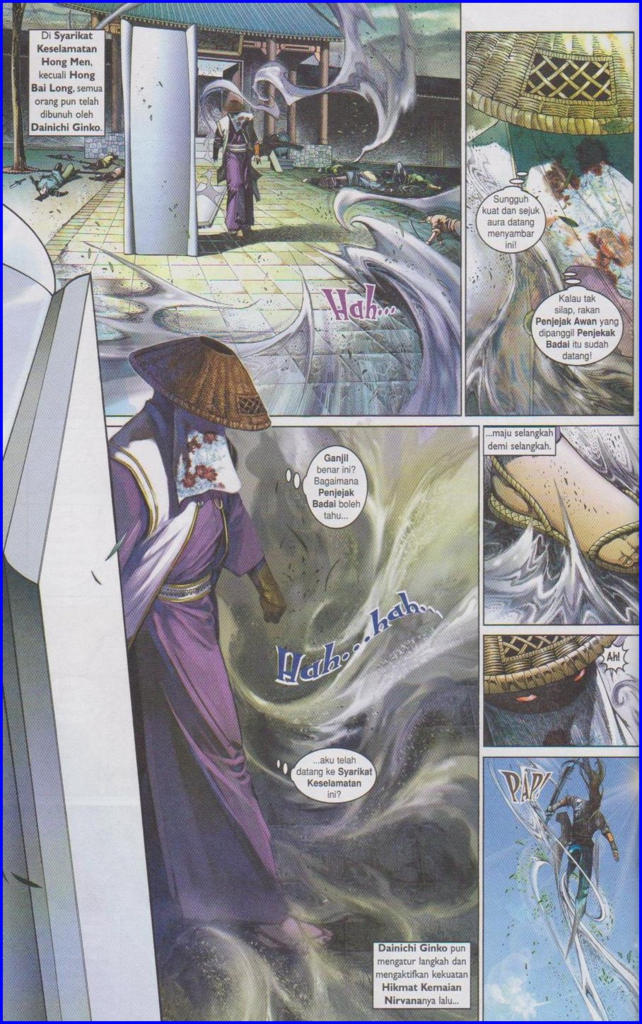 Di Syarikat
Keselamatan
Hong Men,
kecuali Hong
Bai Long, semua
orang pun telah
dibunuh oleh
Dainichi Ginko.
Hah...
Sungguh
kuat dan sejuk
aura datang
menyambar
ini!
Kalau tak
silap, rakan
Penjejak Awan yang
dipanggil Penjekak
Badai itu sudah
datang!
Ganjil
benar ini?
Bagaimana
Penjejak
Badai boleh
tahu...
Hah...hah...
...aku telah
datang ke Syarikat
Keselamatan
ini?
Dainichi Ginko pun
mengatur langkah dan
mengaktifkan kekuatan
Hikmat Kemaian
Nirvananya lalu...
...maju selangkah
demi selangkah.
Ah!
PAP!